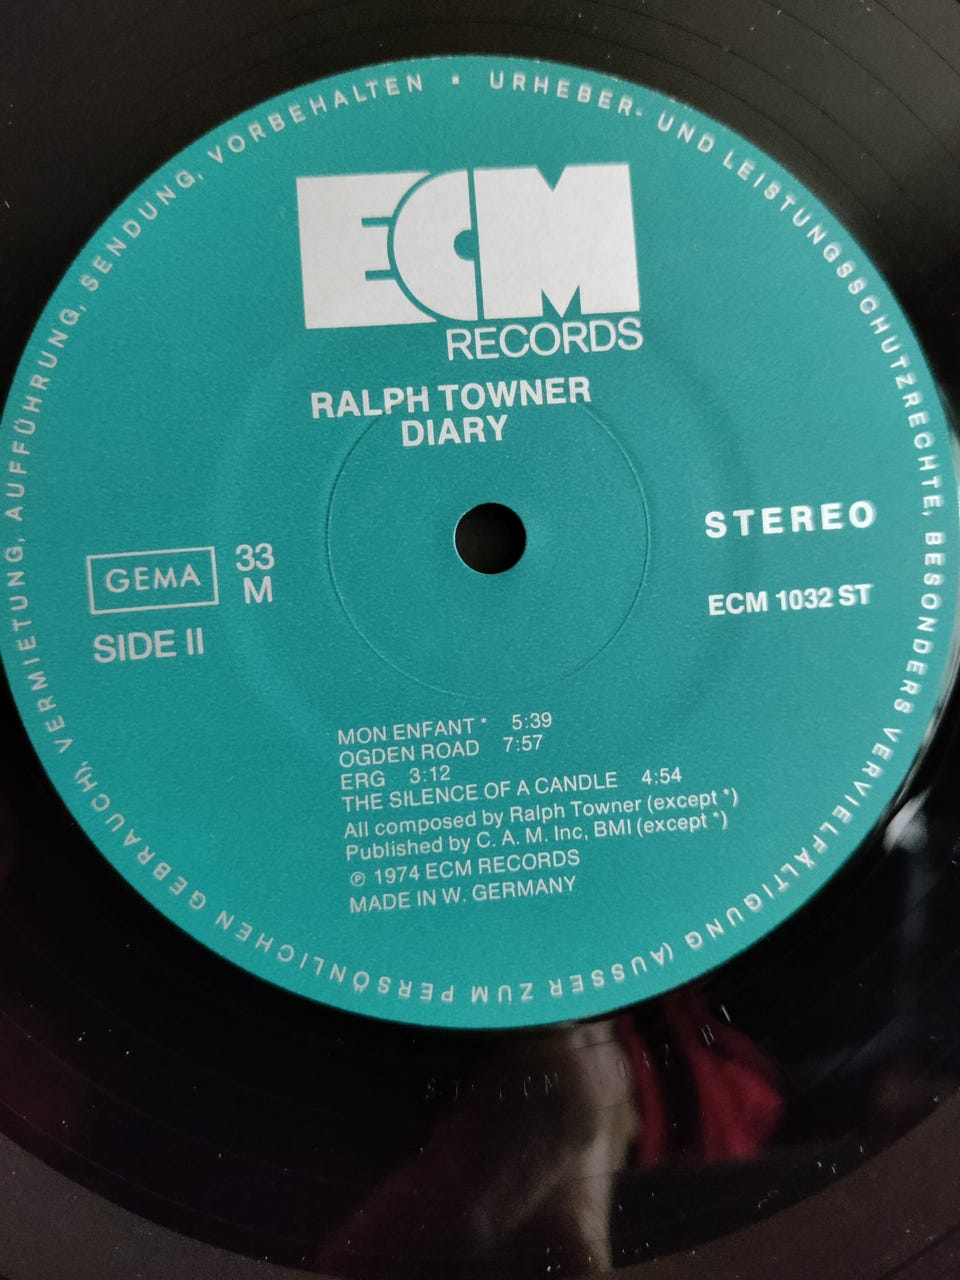 URHEBER- UND LEISTUNGSSCHUTZRECHTE, BESONDERS VERVIELFÄLTIGUNG (AUSSER ZUM PERSÖNLICHEN GEBRAUCH), VERMIETUNG, AUFFÜHRUNG, SENDUNG, VORBEHALTEN •
ECM
RECORDS
RALPH TOWNER
DIARY
STEREO
GEMA
33
M
ECM 1032 ST
SIDE II
MON ENFANT * 5:39
OGDEN ROAD 7:57
ERG 3:12
THE SILENCE OF A CANDLE 4:54
All composed by Ralph Towner (except *)
Published by C. A. M. Inc, BMI (except *)
℗ 1974 ECM RECORDS
MADE IN W. GERMANY
ST ECM 1032 B